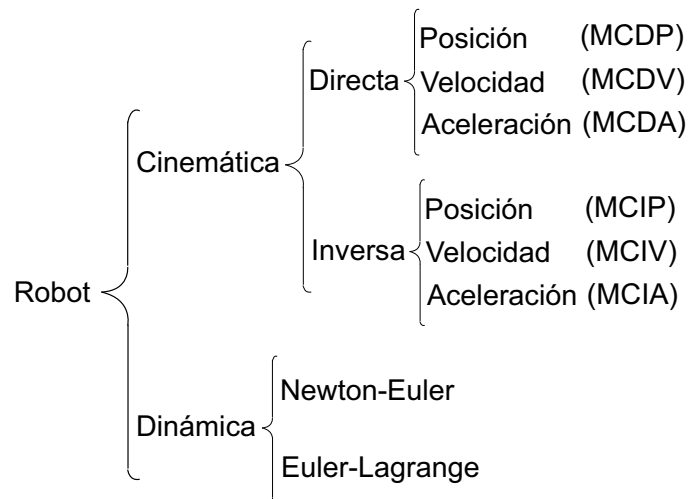 Robot
Cinemática
Directa
Posición (MCDP)
Velocidad (MCDV)
Aceleración (MCDA)
Inversa
Posición (MCIP)
Velocidad (MCIV)
Aceleración (MCIA)
Dinámica
Newton-Euler
Euler-Lagrange